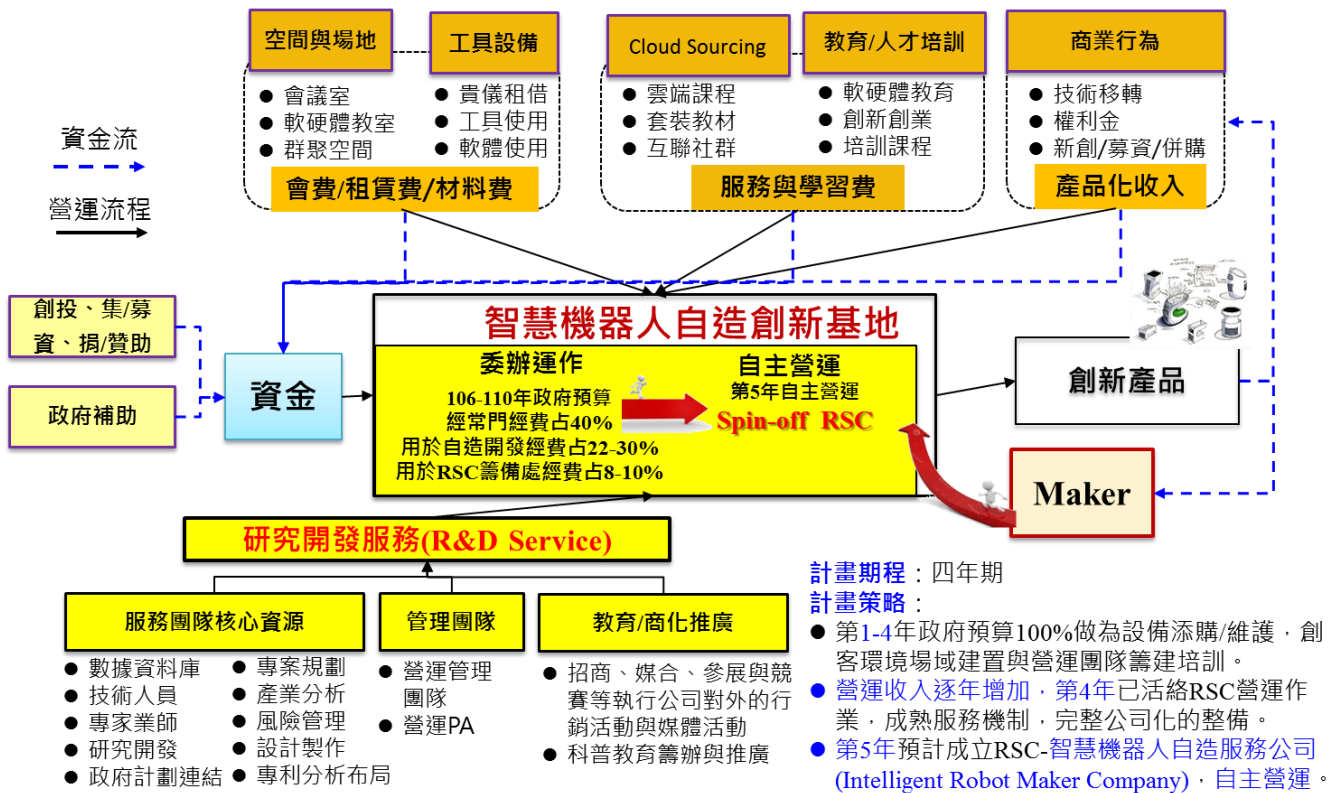 空間與場地
工具設備
Cloud Sourcing
教育/人才培訓
商業行為
● 會議室
● 軟硬體教室
● 群聚空間
● 貴儀租借
● 工具使用
● 軟體使用
● 雲端課程
● 套裝教材
● 互聯社群
● 軟硬體教育
● 創新創業
● 培訓課程
● 技術移轉
● 權利金
● 新創/募資/併購
會費/租賃費/材料費
服務與學習費
產品化收入
資金流
營運流程
創投、集/募
資、捐/贊助
政府補助
資金
智慧機器人自造創新基地
委辦運作
106-110年政府預算
經常門經費占40%
用於自造開發經費占22-30%
用於RSC籌備處經費占8-10%
自主營運
第5年自主營運
Spin-off RSC
創新產品
Maker
研究開發服務(R&D Service)
服務團隊核心資源
● 數據資料庫
● 技術人員
● 專家業師
● 研究開發
● 政府計劃連結
● 專案規劃
● 產業分析
● 風險管理
● 設計製作
● 專利分析布局
管理團隊
● 營運管理
團隊
● 營運PA
教育/商化推廣
● 招商、媒合、參展與競
賽等執行公司對外的行
銷活動與媒體活動
● 科普教育籌辦與推廣
計畫期程：四年期
計畫策略：
● 第1-4年政府預算100%做為設備添購/維護，創
客環境場域建置與營運團隊籌建培訓。
● 營運收入逐年增加，第4年已活絡RSC營運作
業，成熟服務機制，完整公司化的整備。
● 第5年預計成立RSC-智慧機器人自造服務公司
(Intelligent Robot Maker Company)，自主營運。